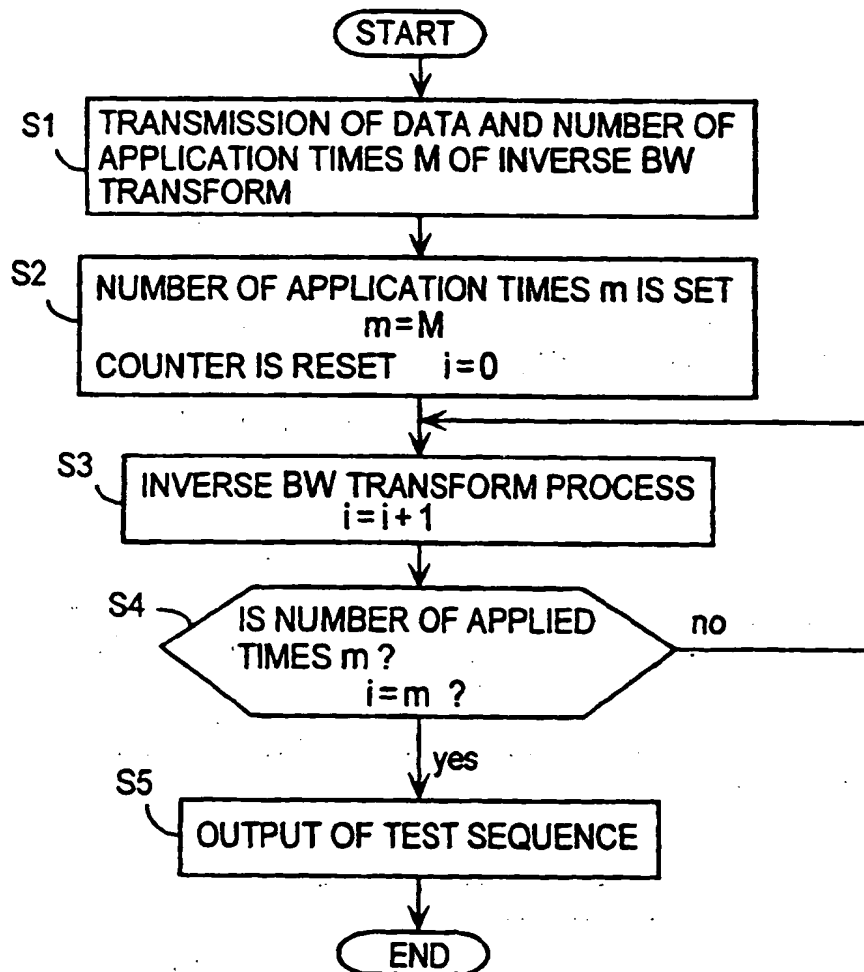 START
S1
TRANSMISSION OF DATA AND NUMBER OF
APPLICATION TIMES M OF INVERSE BW
TRANSFORM
S2
NUMBER OF APPLICATION TIMES m IS SET
m=M
COUNTER IS RESET i=0
S3
INVERSE BW TRANSFORM PROCESS
i=i+1
S4
IS NUMBER OF APPLIED
TIMES m ?
i=m ?
no
yes
S5
OUTPUT OF TEST SEQUENCE
END